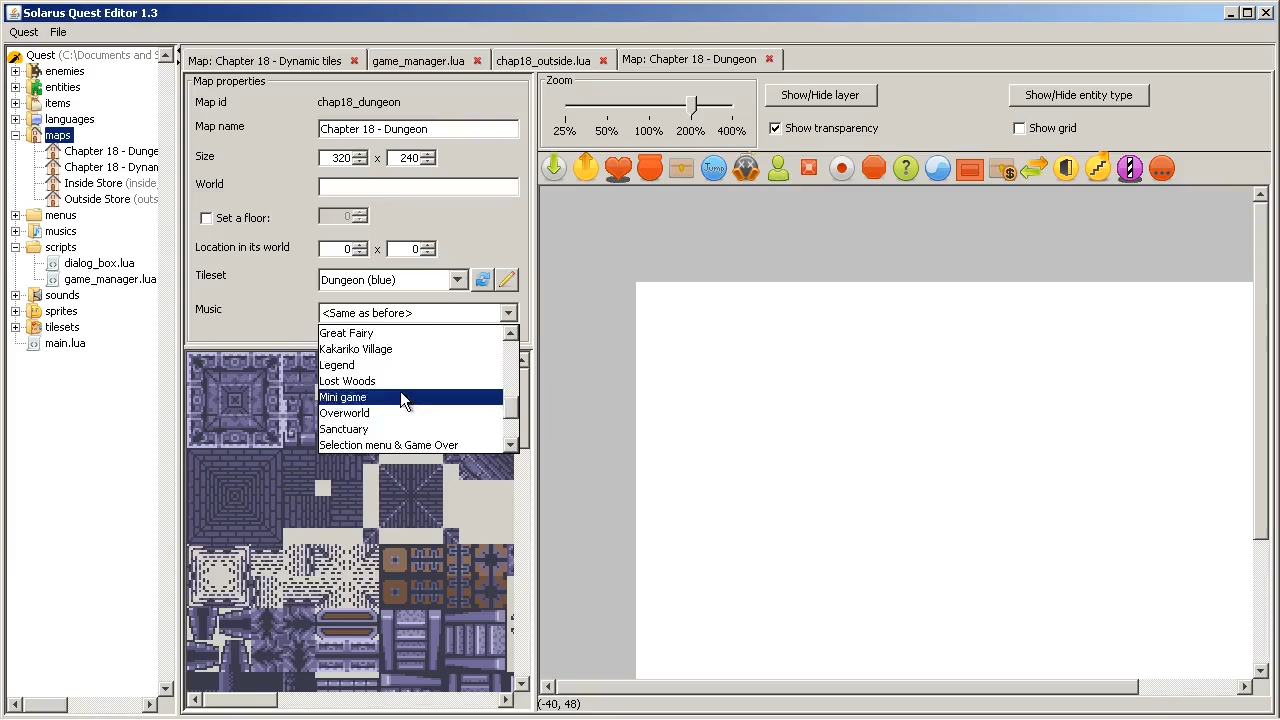 Solarus Quest Editor 1.3
Quest File
Quest (C:\Documents and S
enemies
entities
items
languages
maps
Chapter 18 - Dunge
Chapter 18 - Dynar
Inside Store (inside
Outside Store (outs
menus
musics
scripts
dialog_box.lua
game_manager.lua
sounds
sprites
tilesets
main.lua
Map: Chapter 18 - Dynamic tiles
game_manager.lua
chap18_outside.lua
Map: Chapter 18 - Dungeon
Map properties
Map id chap18_dungeon
Map name Chapter 18 - Dungeon
Size 320 x 240
World
Set a floor: 0
Location in its world 0 x 0
Tileset Dungeon (blue)
Music <Same as before>
Great Fairy
Kakariko Village
Legend
Lost Woods
Mini game
Overworld
Sanctuary
Selection menu & Game Over
Zoom
25% 50% 100% 200% 400%
Show/Hide layer
Show/Hide entity type
Show transparency
Show grid
Jump
?
$
...
(-40, 48)